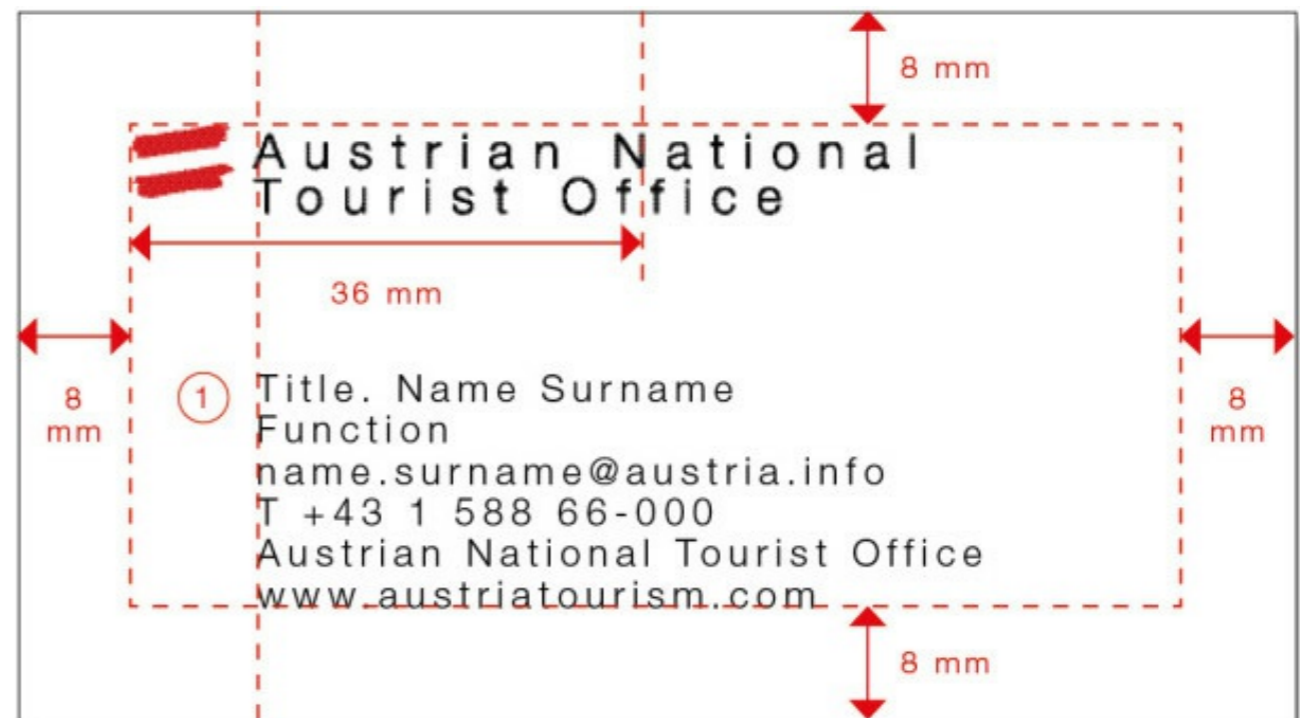 8 mm
Austrian National
Tourist Office
36 mm
8
mm
8
mm
1
Title. Name Surname
Function
name.surname@austria.info
T +43 1 588 66-000
Austrian National Tourist Office
www.austriatourism.com
8 mm